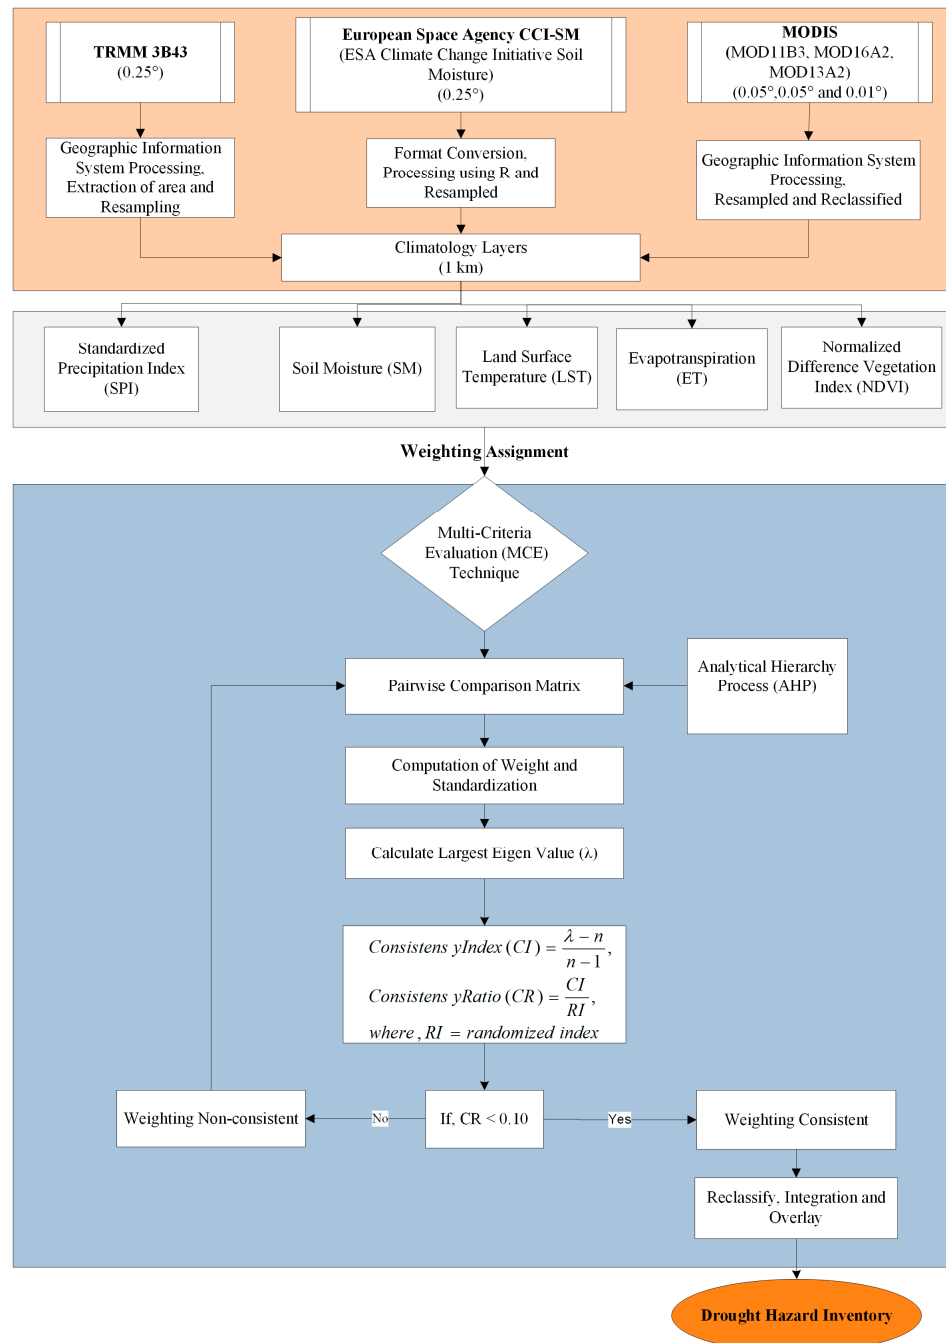 TRMM 3B43
(0.25°)
European Space Agency CCI-SM
(ESA Climate Change Initiative Soil
Moisture)
(0.25°)
MODIS
(MOD11B3, MOD16A2,
MOD13A2)
(0.05°,0.05° and 0.01°)
Geographic Information
System Processing,
Extraction of area and
Resampling
Format Conversion,
Processing using R and
Resampled
Geographic Information System
Processing,
Resampled and Reclassified
Climatology Layers
(1 km)
Standardized
Precipitation Index
(SPI)
Soil Moisture (SM)
Land Surface
Temperature (LST)
Evapotranspiration
(ET)
Normalized
Difference Vegetation
Index (NDVI)
Weighting Assignment
Multi-Criteria
Evaluation (MCE)
Technique
Pairwise Comparison Matrix
Analytical Hierarchy
Process (AHP)
Computation of Weight and
Standardization
Calculate Largest Eigen Value (λ)
Consistens yIndex (CI) = \frac{λ − n}{n − 1},
Consistens yRatio (CR) = \frac{CI}{RI},
where , RI = randomized index
Weighting Non-consistent
No
If, CR < 0.10
Yes
Weighting Consistent
Reclassify, Integration and
Overlay
Drought Hazard Inventory